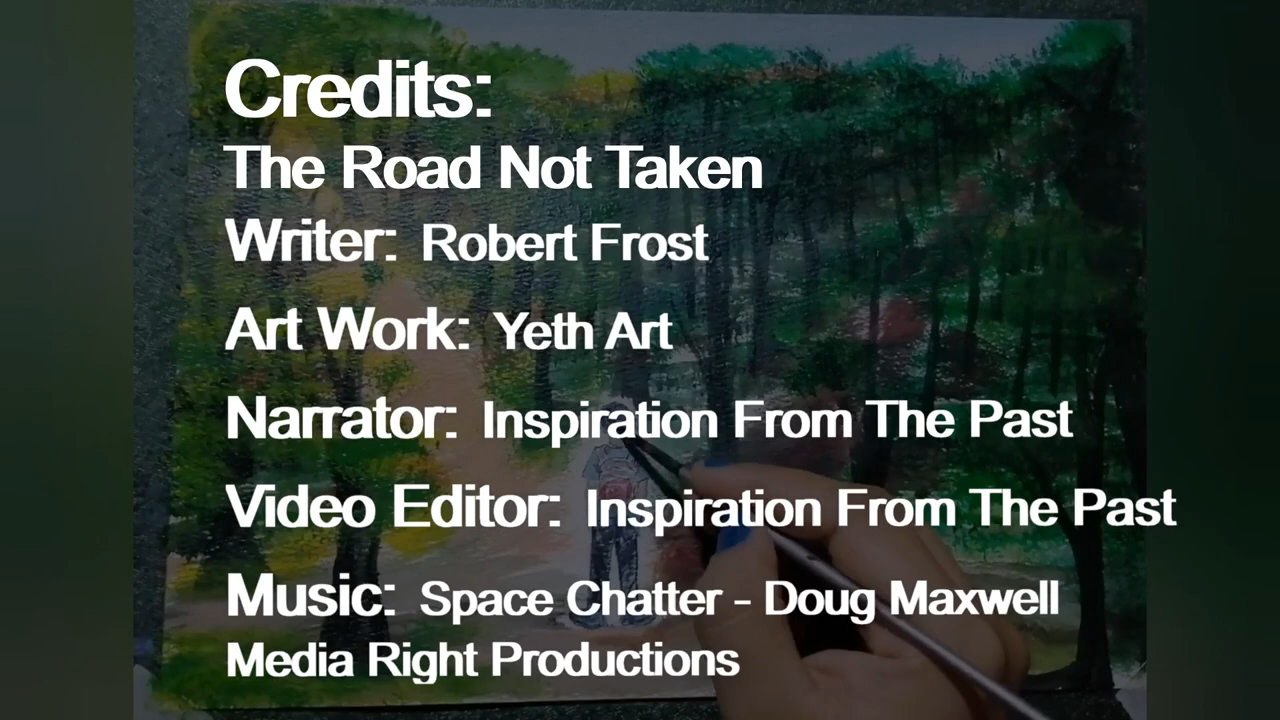 Credits:
The Road Not Taken
Writer: Robert Frost
Art Work: Yeth Art
Narrator: Inspiration From The Past
Video Editor: Inspiration From The Past
Music: Space Chatter - Doug Maxwell
Media Right Productions